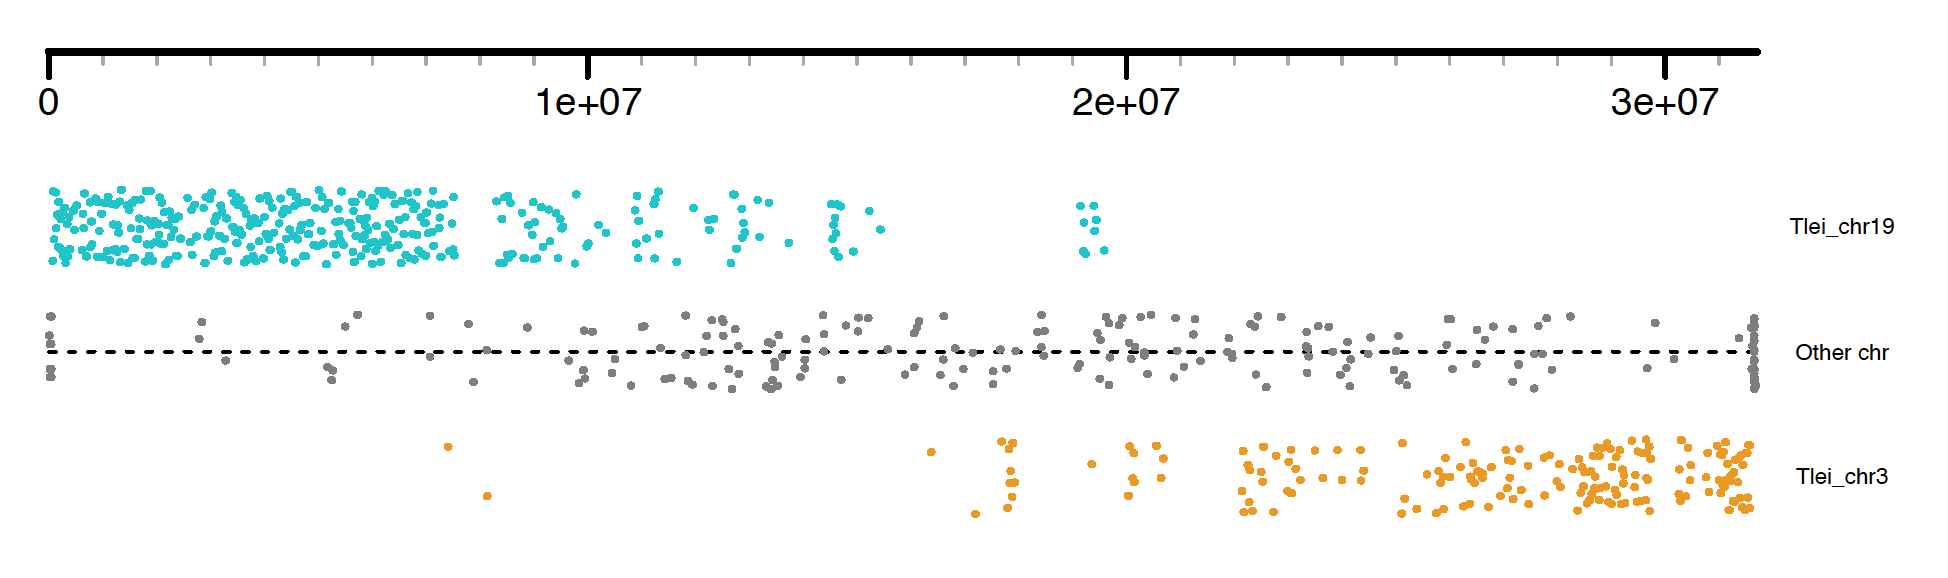 0 1e+07 2e+07 3e+07
Tlei_chr19
Other chr
Tlei_chr3